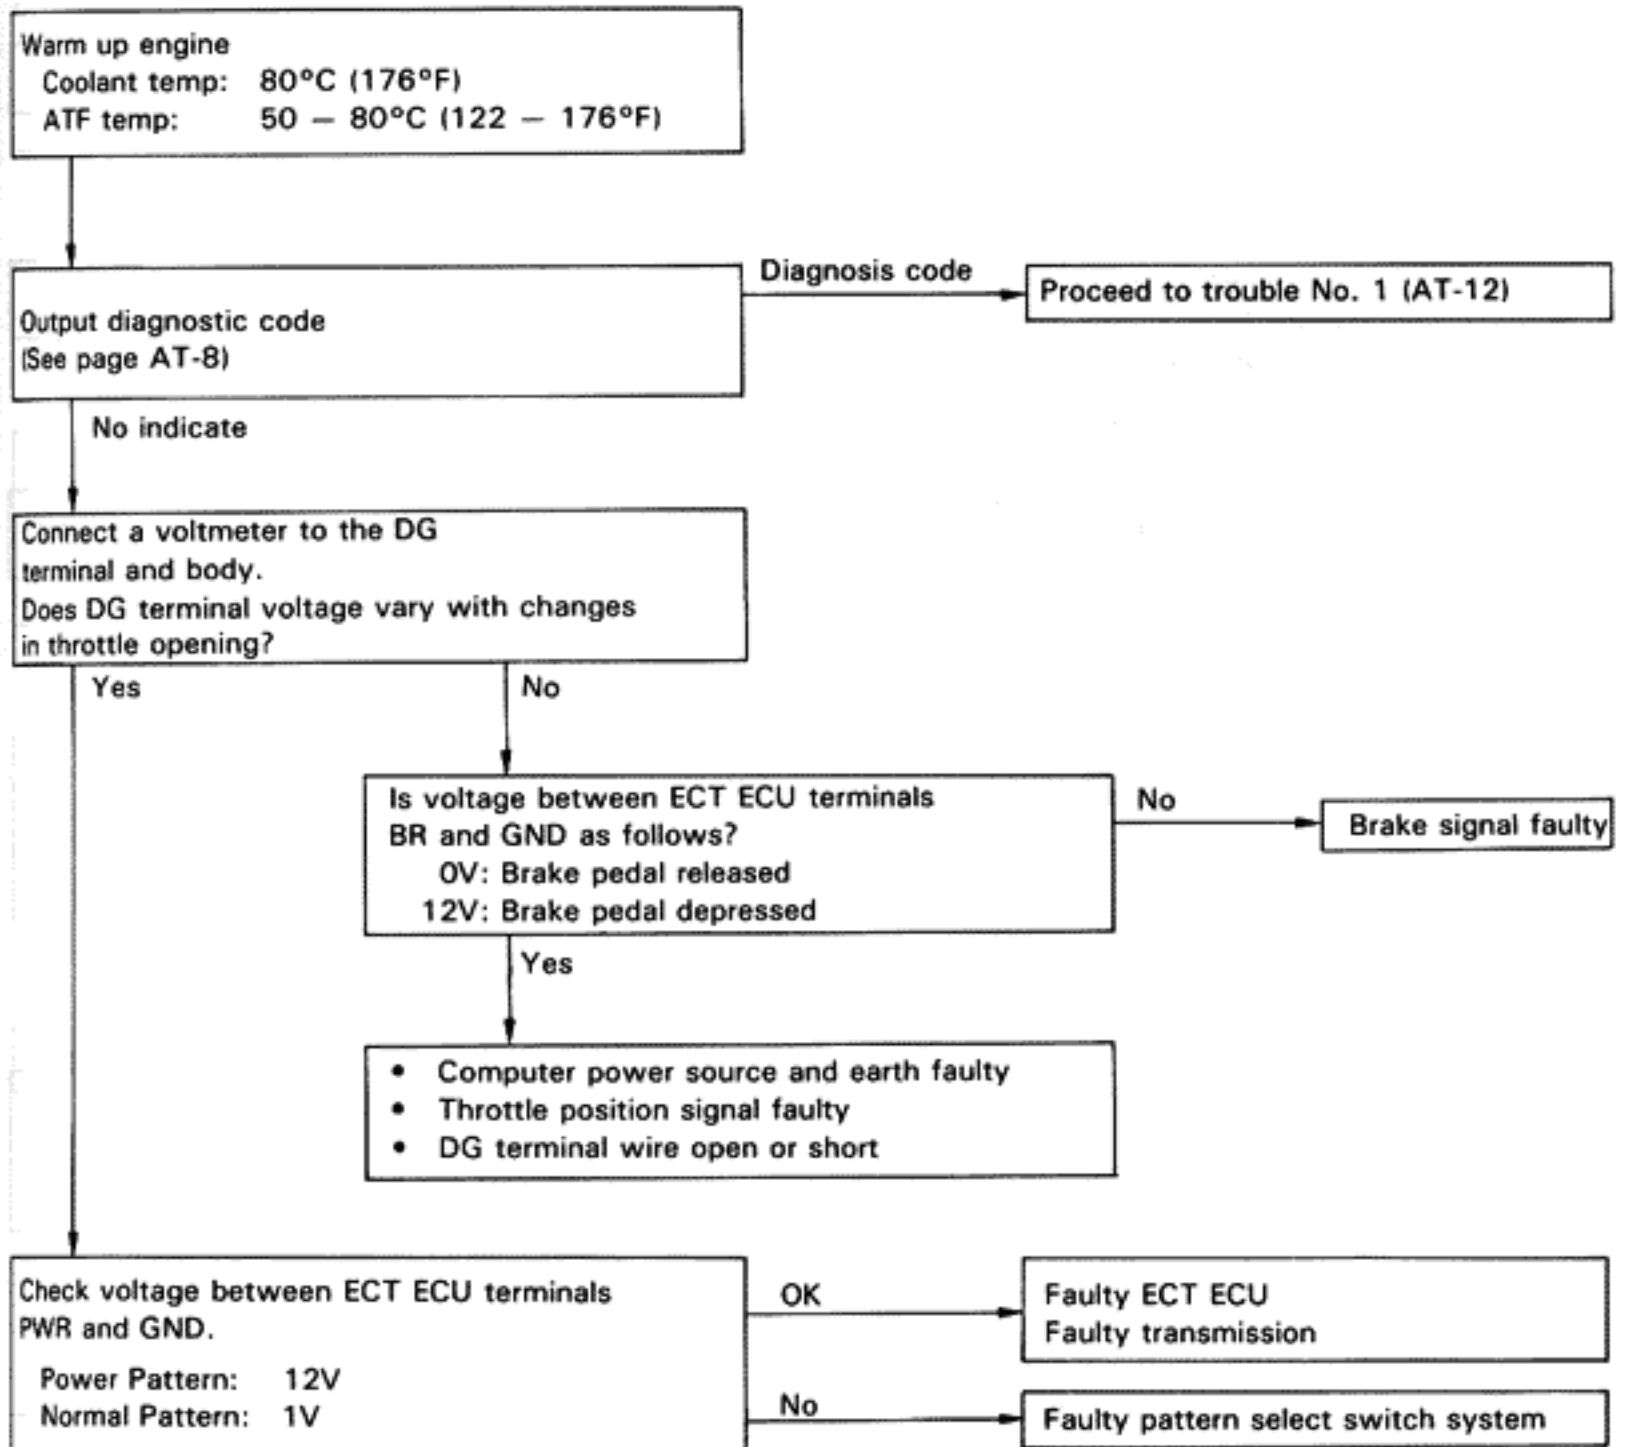 Warm up engine
Coolant temp: 80°C (176°F)
ATF temp: 50 — 80°C (122 — 176°F)
Diagnosis code
Proceed to trouble No. 1 (AT-12)
Output diagnostic code
(See page AT-8)
No indicate
Connect a voltmeter to the DG
terminal and body.
Does DG terminal voltage vary with changes
in throttle opening?
Yes
No
Is voltage between ECT ECU terminals
BR and GND as follows?
0V: Brake pedal released
12V: Brake pedal depressed
No
Brake signal faulty
Yes
• Computer power source and earth faulty
• Throttle position signal faulty
• DG terminal wire open or short
Check voltage between ECT ECU terminals
PWR and GND.
Power Pattern: 12V
Normal Pattern: 1V
OK
Faulty ECT ECU
Faulty transmission
No
Faulty pattern select switch system